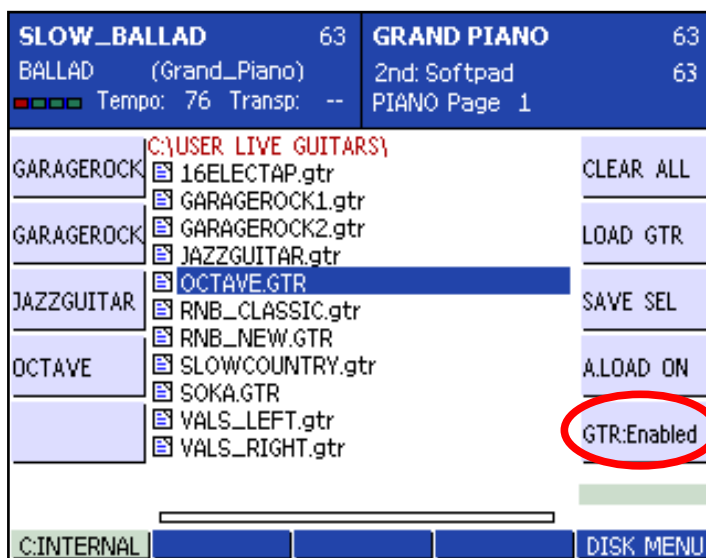 SLOW_BALLAD 63
BALLAD (Grand_Piano)
Tempo: 76 Transp: --
GRAND PIANO 63
2nd: Softpad 63
PIANO Page 1
GARAGEROCK
GARAGEROCK
JAZZGUITAR
OCTAVE
C:\USER LIVE GUITARS\
16ELECTAP.gtr
GARAGEROCK1.gtr
GARAGEROCK2.gtr
JAZZGUITAR.gtr
OCTAVE.GTR
RNB_CLASSIC.gtr
RNB_NEW.GTR
SLOWCOUNTRY.gtr
SOKA.GTR
VALS_LEFT.gtr
VALS_RIGHT.gtr
CLEAR ALL
LOAD GTR
SAVE SEL
A.LOAD ON
GTR:Enabled
C:INTERNAL
DISK MENU